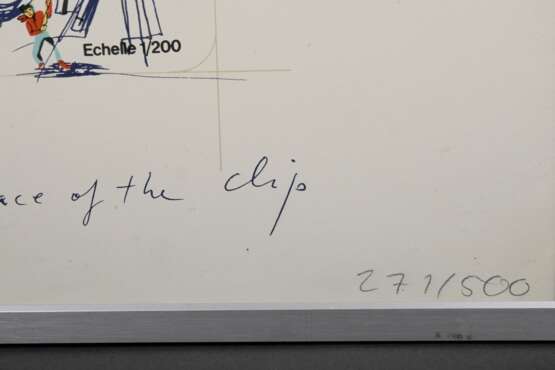 Echelle 1/200
ace of the clip
271/500